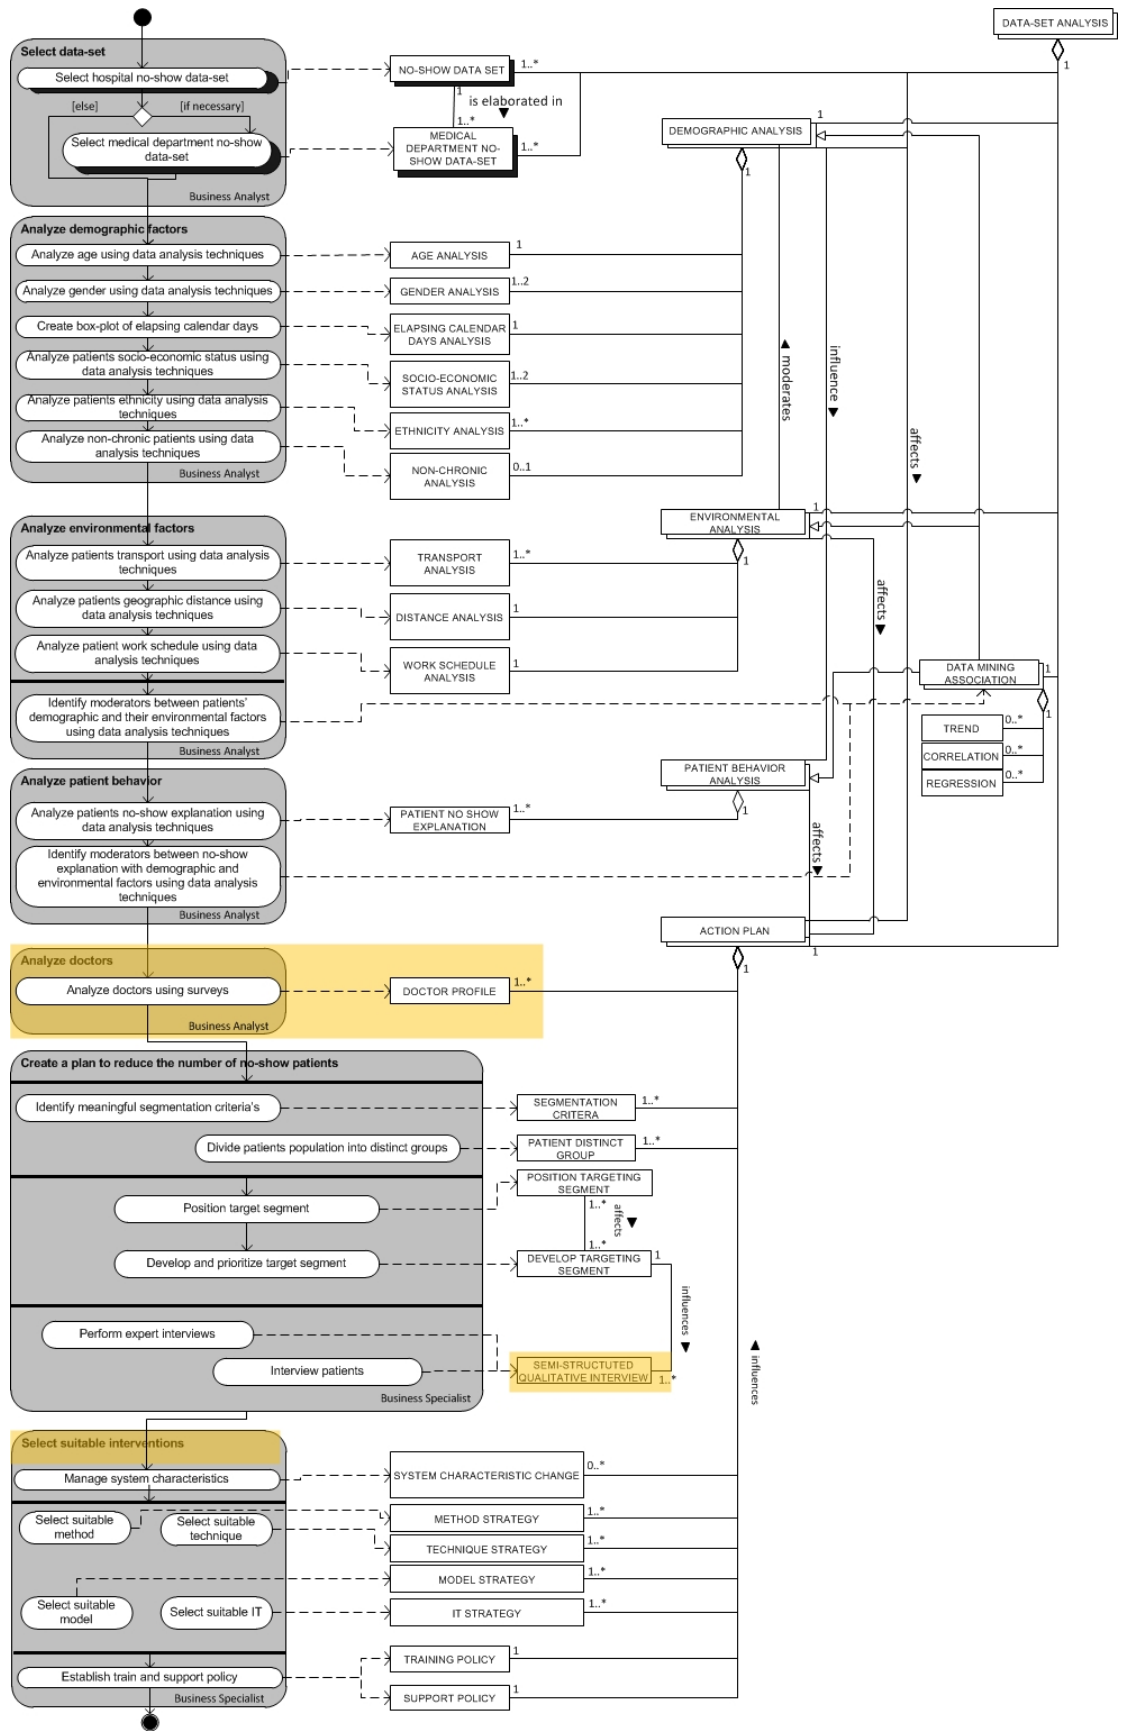 DATA-SET ANALYSIS
1
Select data-set
Select hospital no-show data-set
[else]
[if necessary]
Select medical department no-show
data-set
Business Analyst
NO-SHOW DATA SET
1..*
1
is elaborated in
1..*
MEDICAL
DEPARTMENT NO-
SHOW DATA-SET
1..*
DEMOGRAPHIC ANALYSIS
1
1
Analyze demographic factors
Analyze age using data analysis techniques
Analyze gender using data analysis techniques
Create box-plot of elapsing calendar days
Analyze patients socio-economic status using
data analysis techniques
Analyze patients ethnicity using data analysis
techniques
Analyze non-chronic patients using data
analysis techniques
Business Analyst
AGE ANALYSIS
1
GENDER ANALYSIS
1..2
ELAPSING CALENDAR
DAYS ANALYSIS
1
SOCIO-ECONOMIC
STATUS ANALYSIS
1..2
ETHNICITY ANALYSIS
1..*
NON-CHRONIC
ANALYSIS
0..1
moderates
influence
affects
Analyze environmental factors
Analyze patients transport using data analysis
techniques
Analyze patients geographic distance using
data analysis techniques
Analyze patient work schedule using data
analysis techniques
Identify moderators between patients'
demographic and their environmental factors
using data analysis techniques
Business Analyst
ENVIRONMENTAL
ANALYSIS
1
1
TRANSPORT
ANALYSIS
1..*
DISTANCE ANALYSIS
1
WORK SCHEDULE
ANALYSIS
1
affects
DATA MINING
ASSOCIATION
1
1
TREND
0..*
CORRELATION
0..*
REGRESSION
0..*
Analyze patient behavior
Analyze patients no-show explanation using
data analysis techniques
Identify moderators between no-show
explanation with demographic and
environmental factors using data analysis
techniques
Business Analyst
PATIENT NO SHOW
EXPLANATION
1..*
PATIENT BEHAVIOR
ANALYSIS
1
affects
ACTION PLAN
1
1
Analyze doctors
Analyze doctors using surveys
Business Analyst
DOCTOR PROFILE
1..*
Create a plan to reduce the number of no-show patients
Identify meaningful segmentation criteria's
Divide patients population into distinct groups
Position target segment
Develop and prioritize target segment
Perform expert interviews
Interview patients
Business Specialist
SEGMENTATION
CRITERA
1..*
PATIENT DISTINCT
GROUP
1..*
POSITION TARGETING
SEGMENT
1..*
affects
1..*
DEVELOP TARGETING
SEGMENT
1
influences
SEMI-STRUCTUTED
QUALITATIVE INTERVIEW
1..*
influences
Select suitable interventions
Manage system characteristics
Select suitable
method
Select suitable
technique
Select suitable
model
Select suitable IT
Establish train and support policy
Business Specialist
SYSTEM CHARACTERISTIC CHANGE
0..*
METHOD STRATEGY
1..*
TECHNIQUE STRATEGY
1..*
MODEL STRATEGY
1..*
IT STRATEGY
1..*
TRAINING POLICY
1
SUPPORT POLICY
1